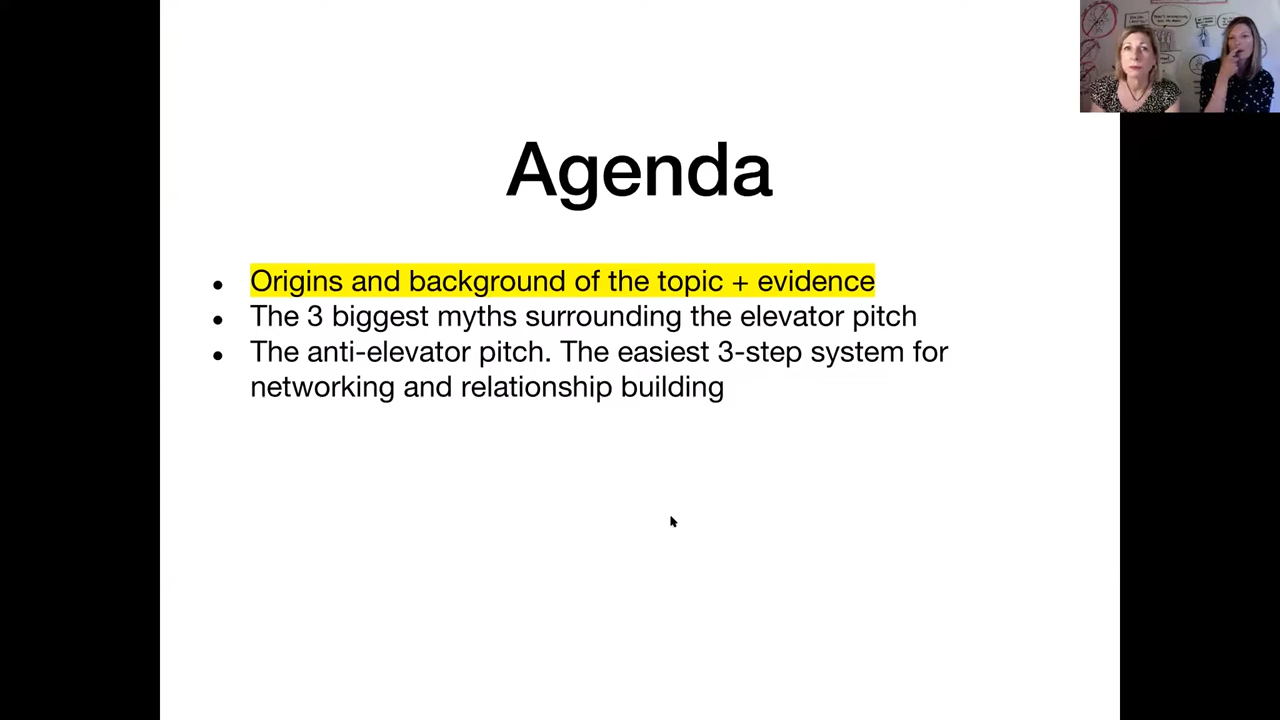 Agenda
• Origins and background of the topic + evidence
• The 3 biggest myths surrounding the elevator pitch
• The anti-elevator pitch. The easiest 3-step system for
networking and relationship building